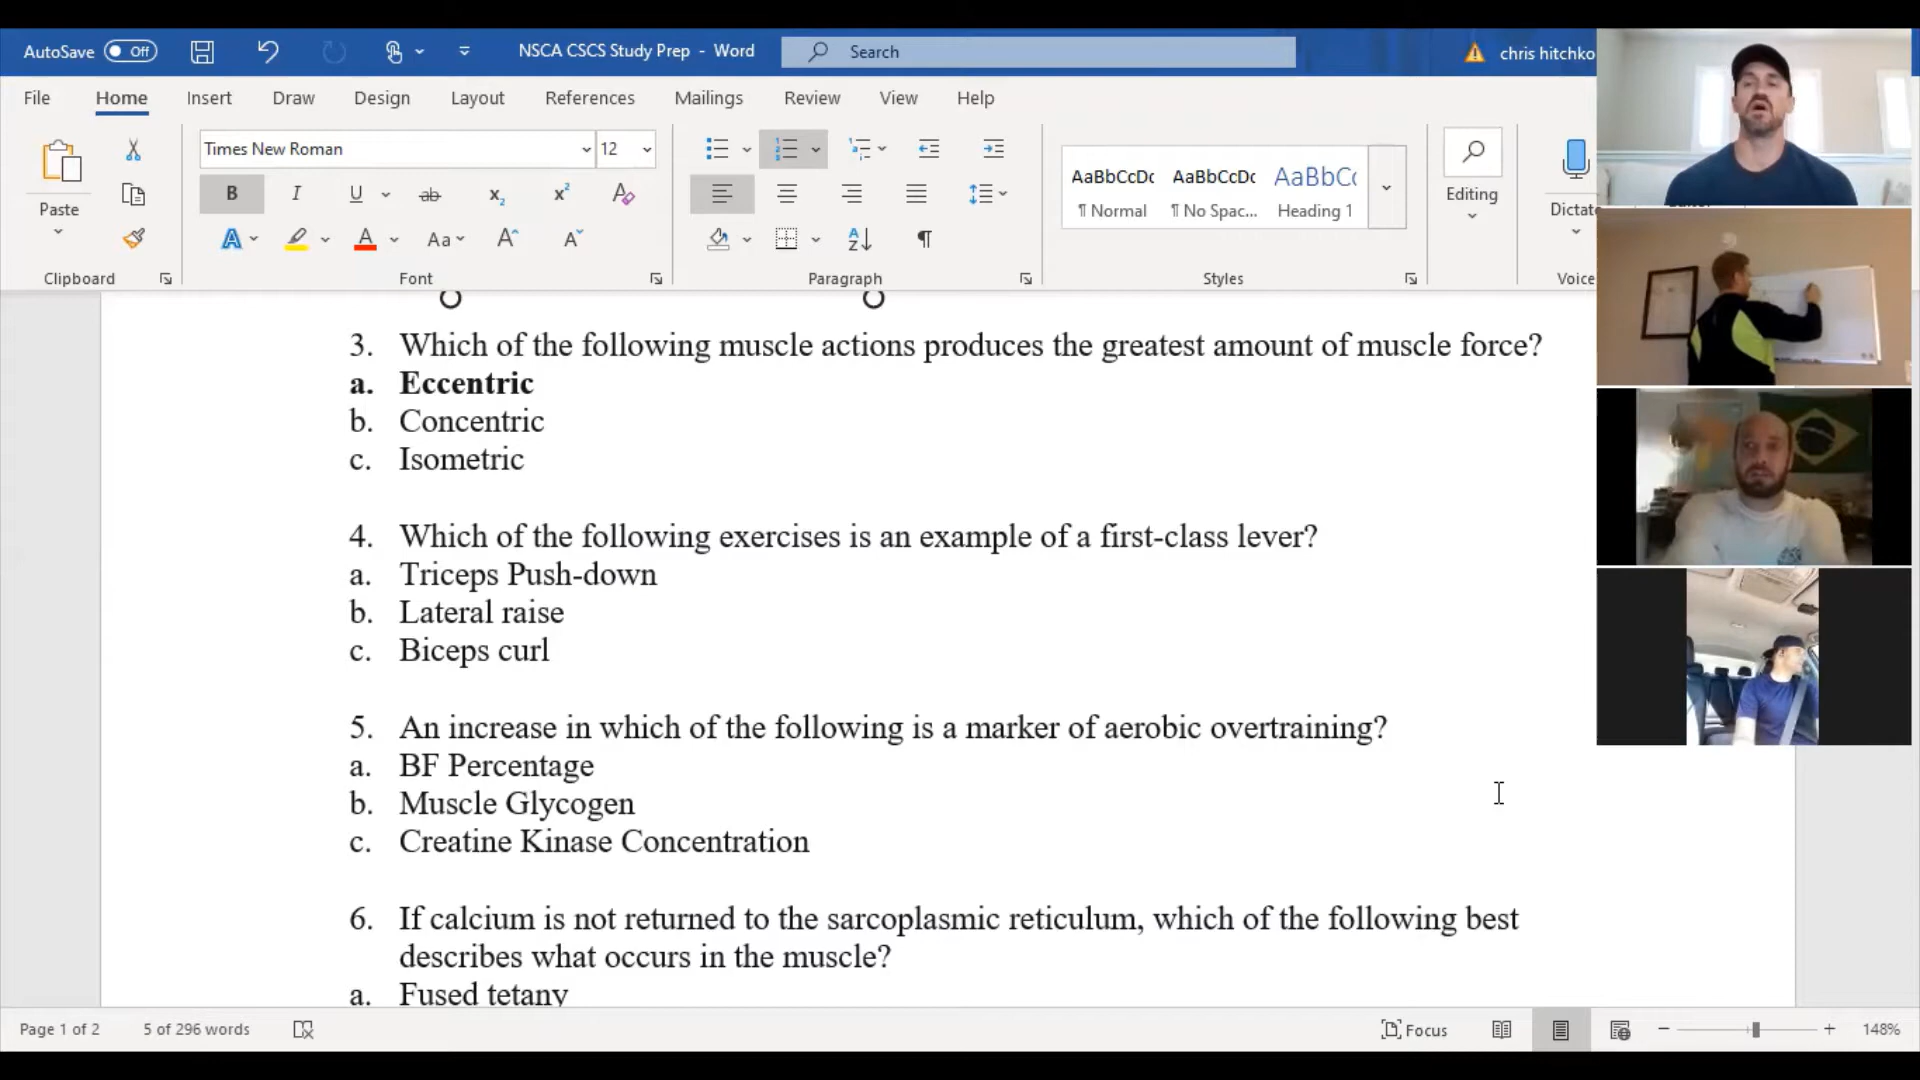 AutoSave Off NSCA CSCS Study Prep - Word Search chris hitchko
File Home Insert Draw Design Layout References Mailings Review View Help
Times New Roman 12
Paste B I U ab x₂ x² A
A A Aa A A
AaBbCcDc AaBbCcDc AaBbCc
¶ Normal ¶ No Spac... Heading 1
Editing
Dictate
Clipboard Font Paragraph Styles Voice
3. Which of the following muscle actions produces the greatest amount of muscle force?
a. Eccentric
b. Concentric
c. Isometric
4. Which of the following exercises is an example of a first-class lever?
a. Triceps Push-down
b. Lateral raise
c. Biceps curl
5. An increase in which of the following is a marker of aerobic overtraining?
a. BF Percentage
b. Muscle Glycogen
c. Creatine Kinase Concentration
6. If calcium is not returned to the sarcoplasmic reticulum, which of the following best
describes what occurs in the muscle?
a. Fused tetany
Page 1 of 2 5 of 296 words Focus 148%